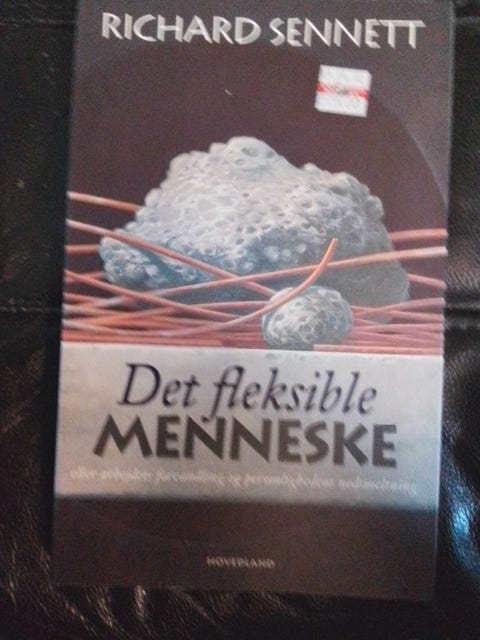 RICHARD SENNETT
Det fleksible
MENNESKE
eller arbejdets forvandling og personlighedens nedsmeltning
HOVEDLAND